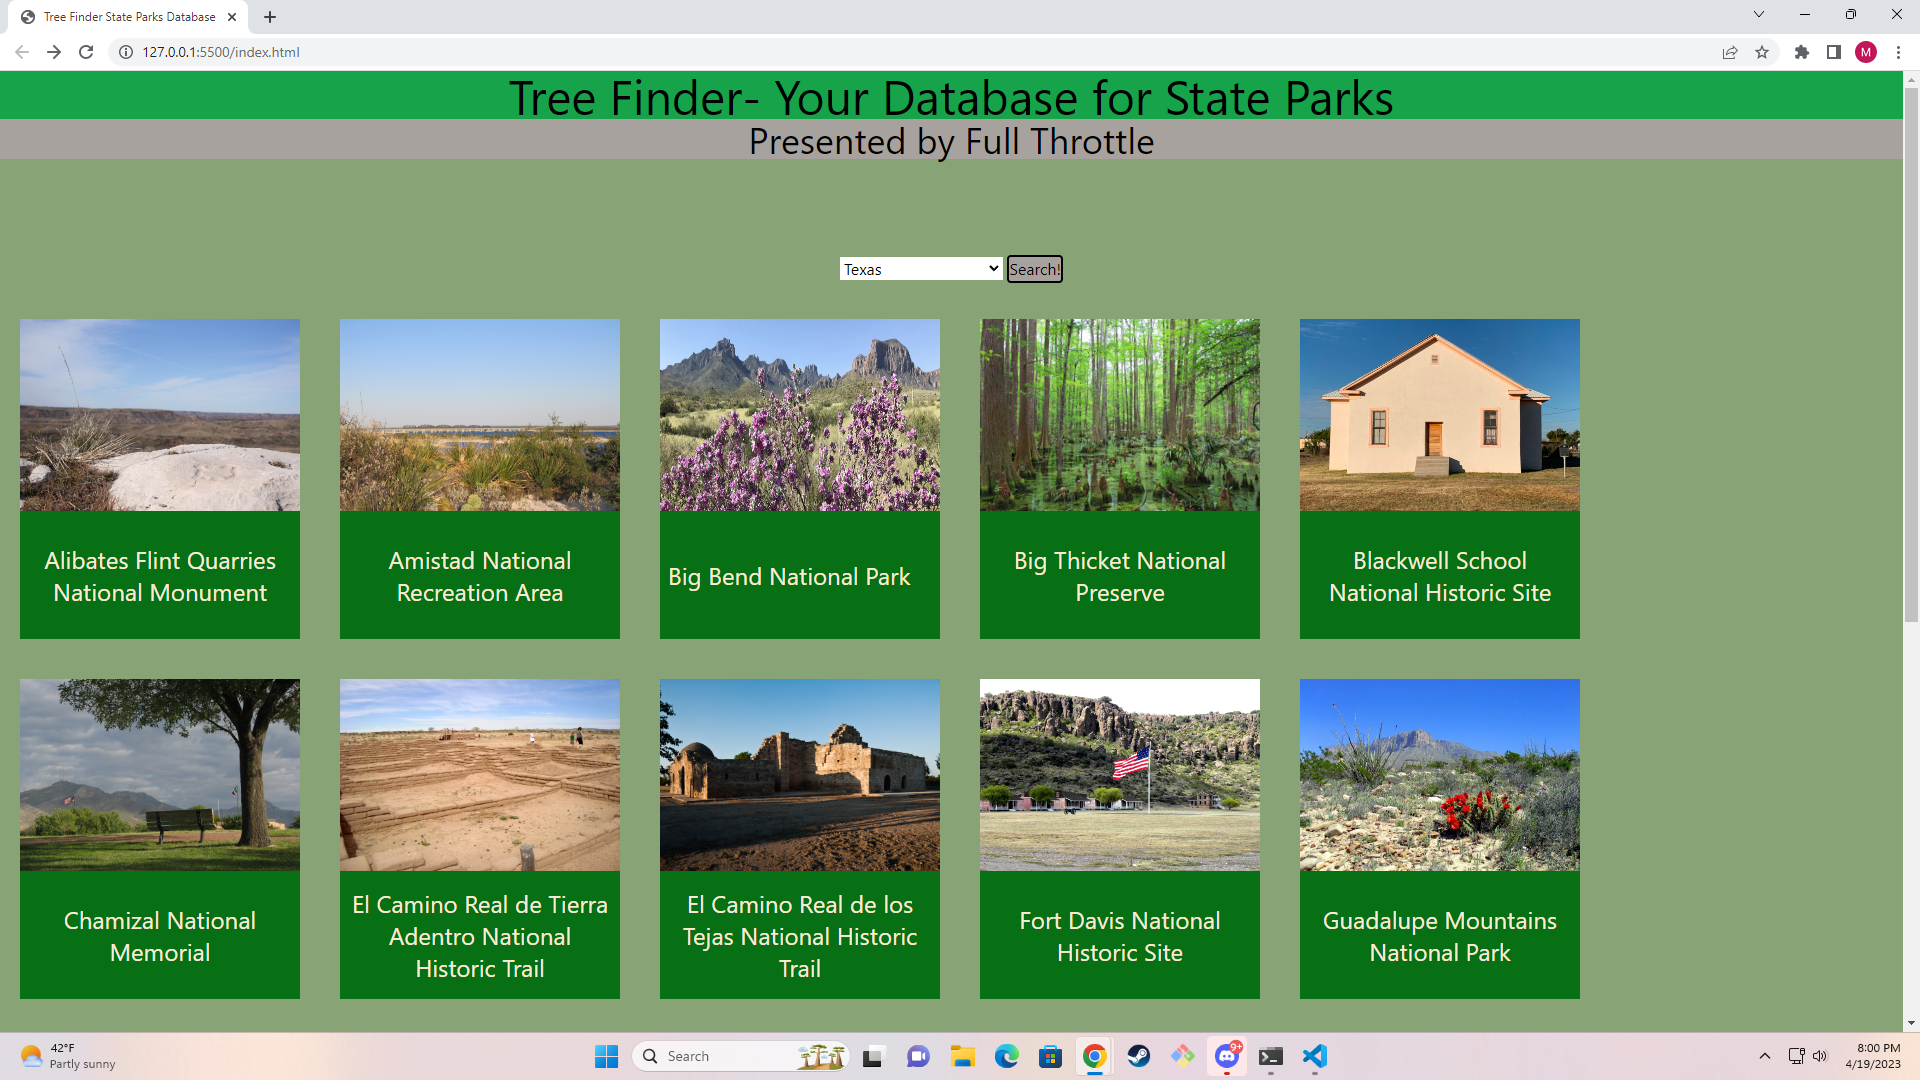 Tree Finder State Parks Database
127.0.0.1:5500/index.html
M
Tree Finder- Your Database for State Parks
Presented by Full Throttle
Texas
Search!
Alibates Flint Quarries
National Monument
Amistad National
Recreation Area
Big Bend National Park
Big Thicket National
Preserve
Blackwell School
National Historic Site
Chamizal National
Memorial
El Camino Real de Tierra
Adentro National
Historic Trail
El Camino Real de los
Tejas National Historic
Trail
Fort Davis National
Historic Site
Guadalupe Mountains
National Park
42°F
Partly sunny
Search
9+
8:00 PM
4/19/2023